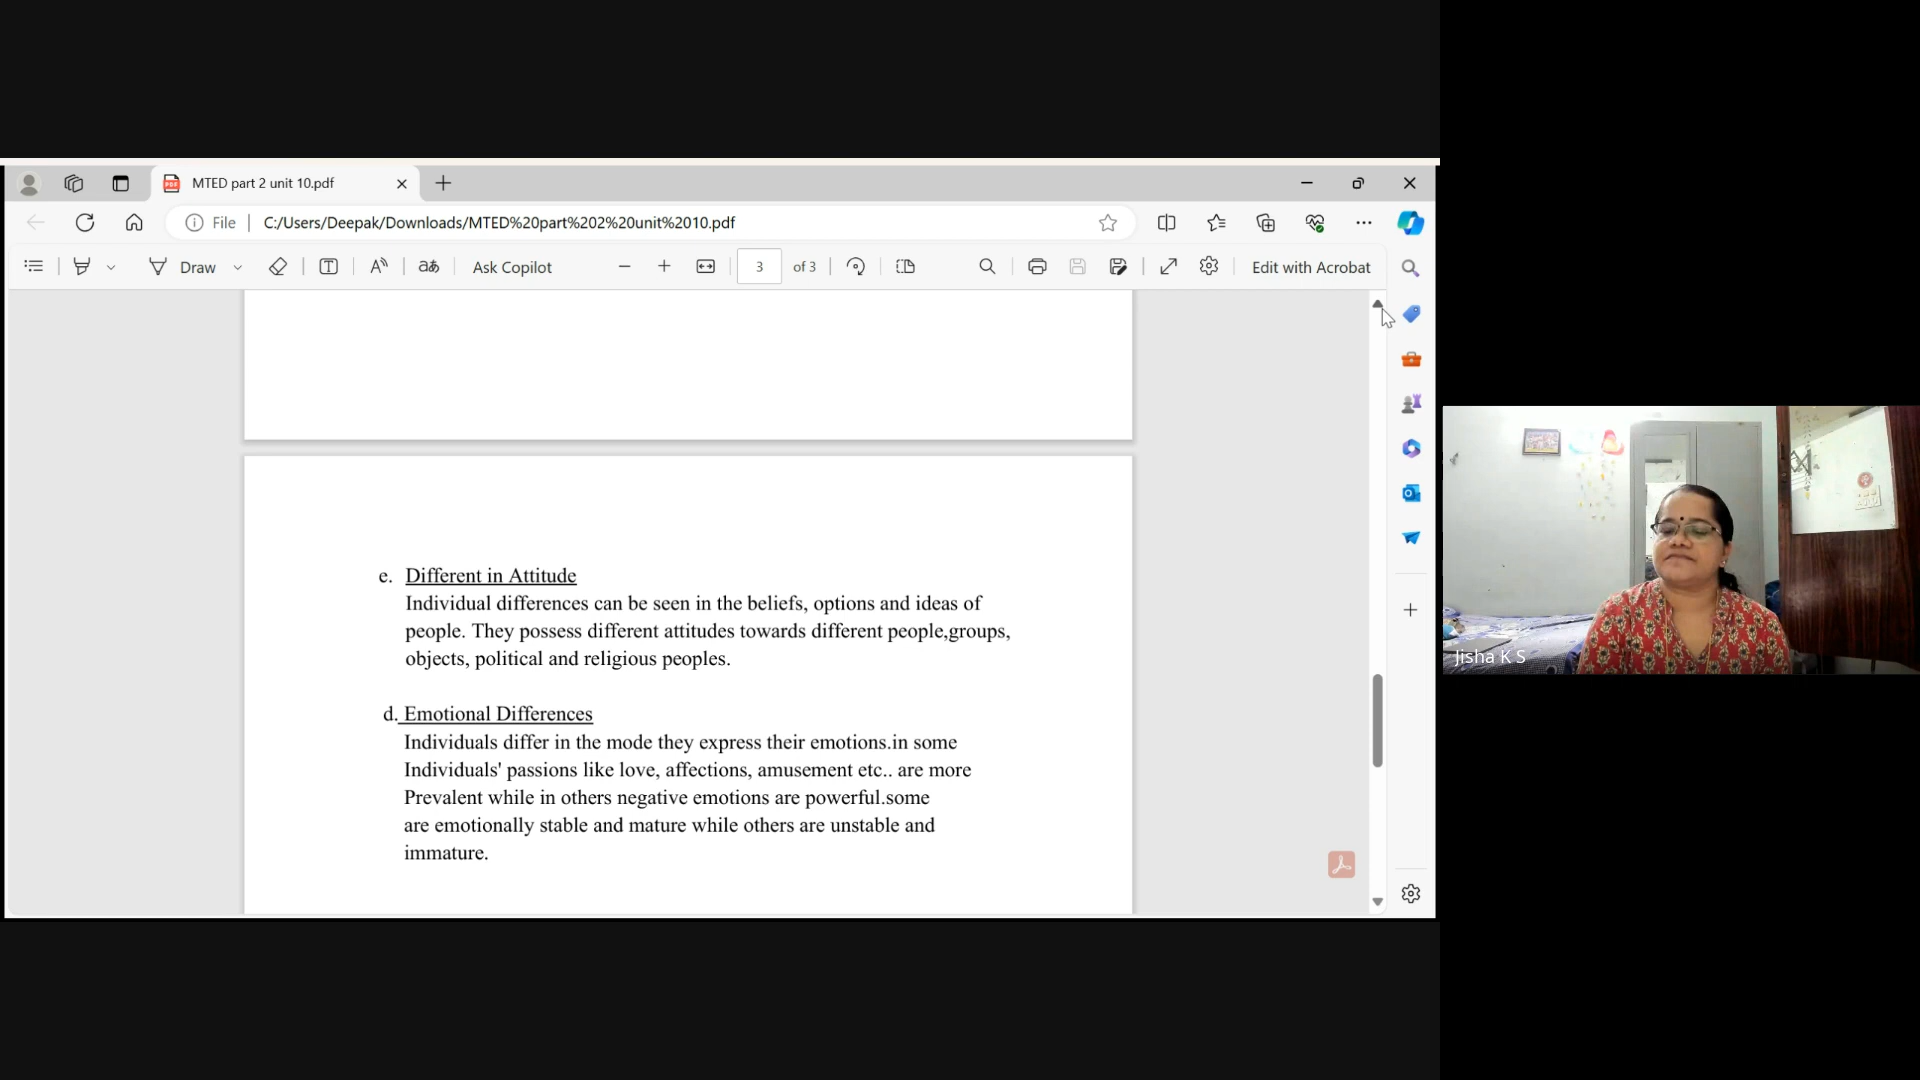 MTED part 2 unit 10.pdf
File
C:/Users/Deepak/Downloads/MTED%20part%202%20unit%2010.pdf
Draw
Ask Copilot
3
of 3
Edit with Acrobat
e. Different in Attitude
Individual differences can be seen in the beliefs, options and ideas of
people. They possess different attitudes towards different people,groups,
objects, political and religious peoples.
d. Emotional Differences
Individuals differ in the mode they express their emotions.in some
Individuals' passions like love, affections, amusement etc.. are more
Prevalent while in others negative emotions are powerful.some
are emotionally stable and mature while others are unstable and
immature.
Jisha K S